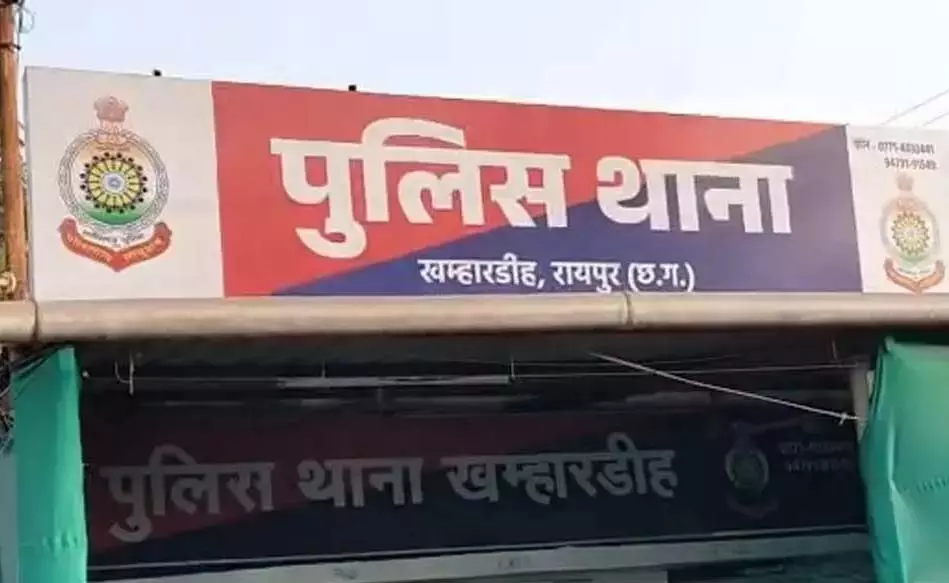 पुलिस थाना
खम्हारडीह, रायपुर (छ.ग.)
फोन -
पुलिस थाना खम्हारडीह